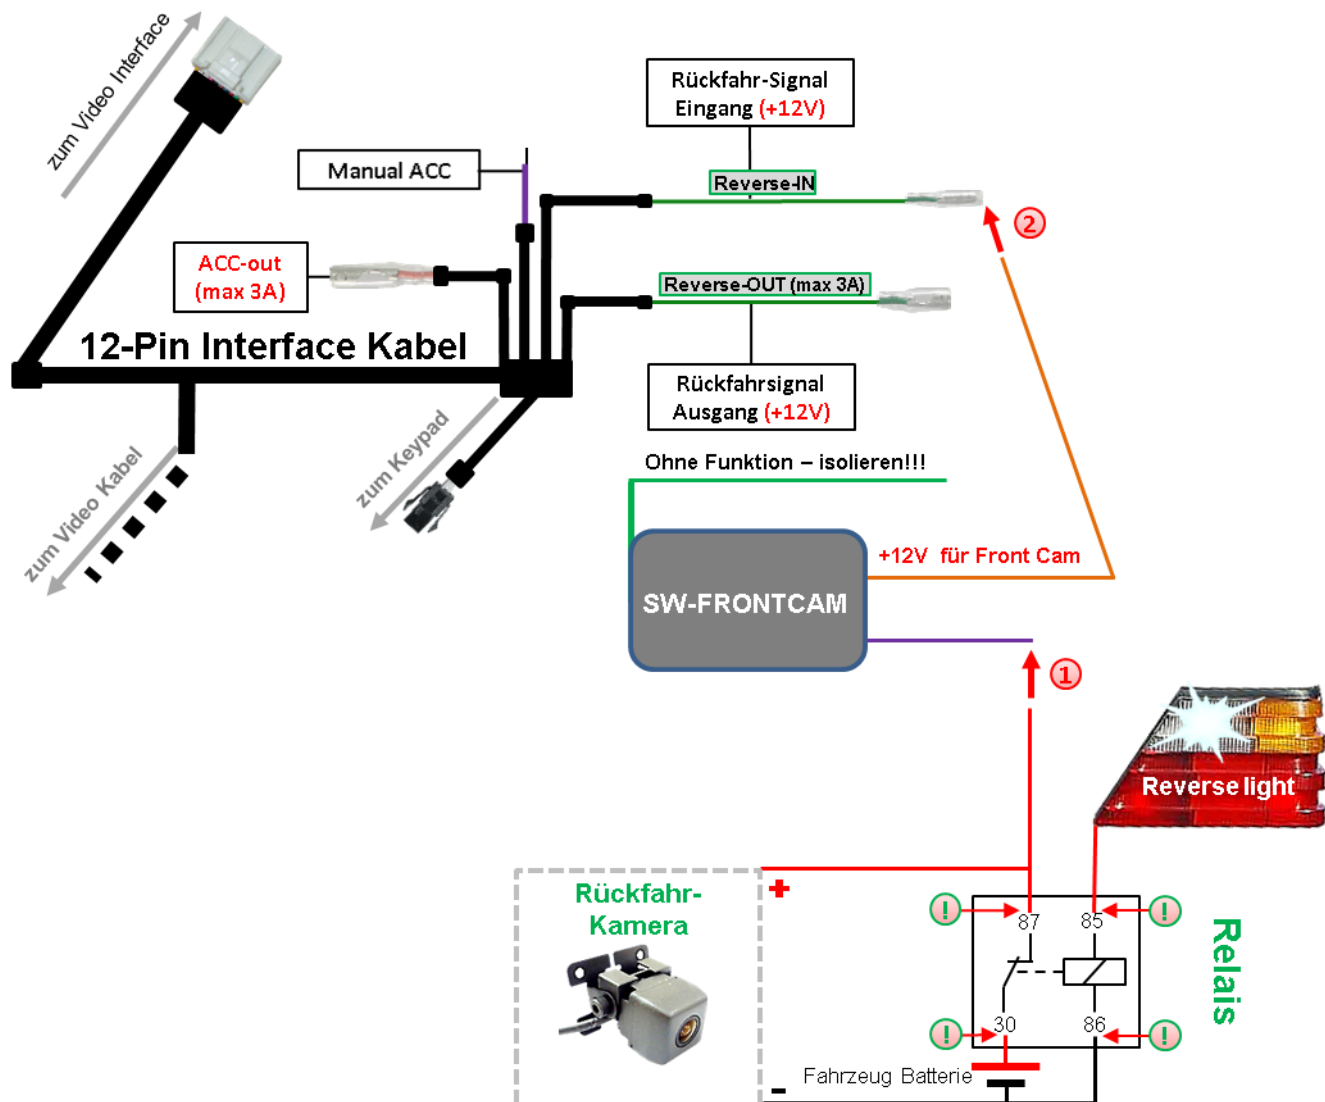 zum Video Interface
Rückfahr-Signal
Eingang (+12V)
Manual ACC
Reverse-IN
2
ACC-out
(max 3A)
Reverse-OUT (max 3A)
12-Pin Interface Kabel
Rückfahrsignal
Ausgang (+12V)
zum Keypad
zum Video Kabel
Ohne Funktion – isolieren!!!
+12V für Front Cam
SW-FRONTCAM
1
Reverse light
+
Rückfahr-
Kamera
! 87 85 !
Relais
! 30 86 !
Fahrzeug Batterie
-